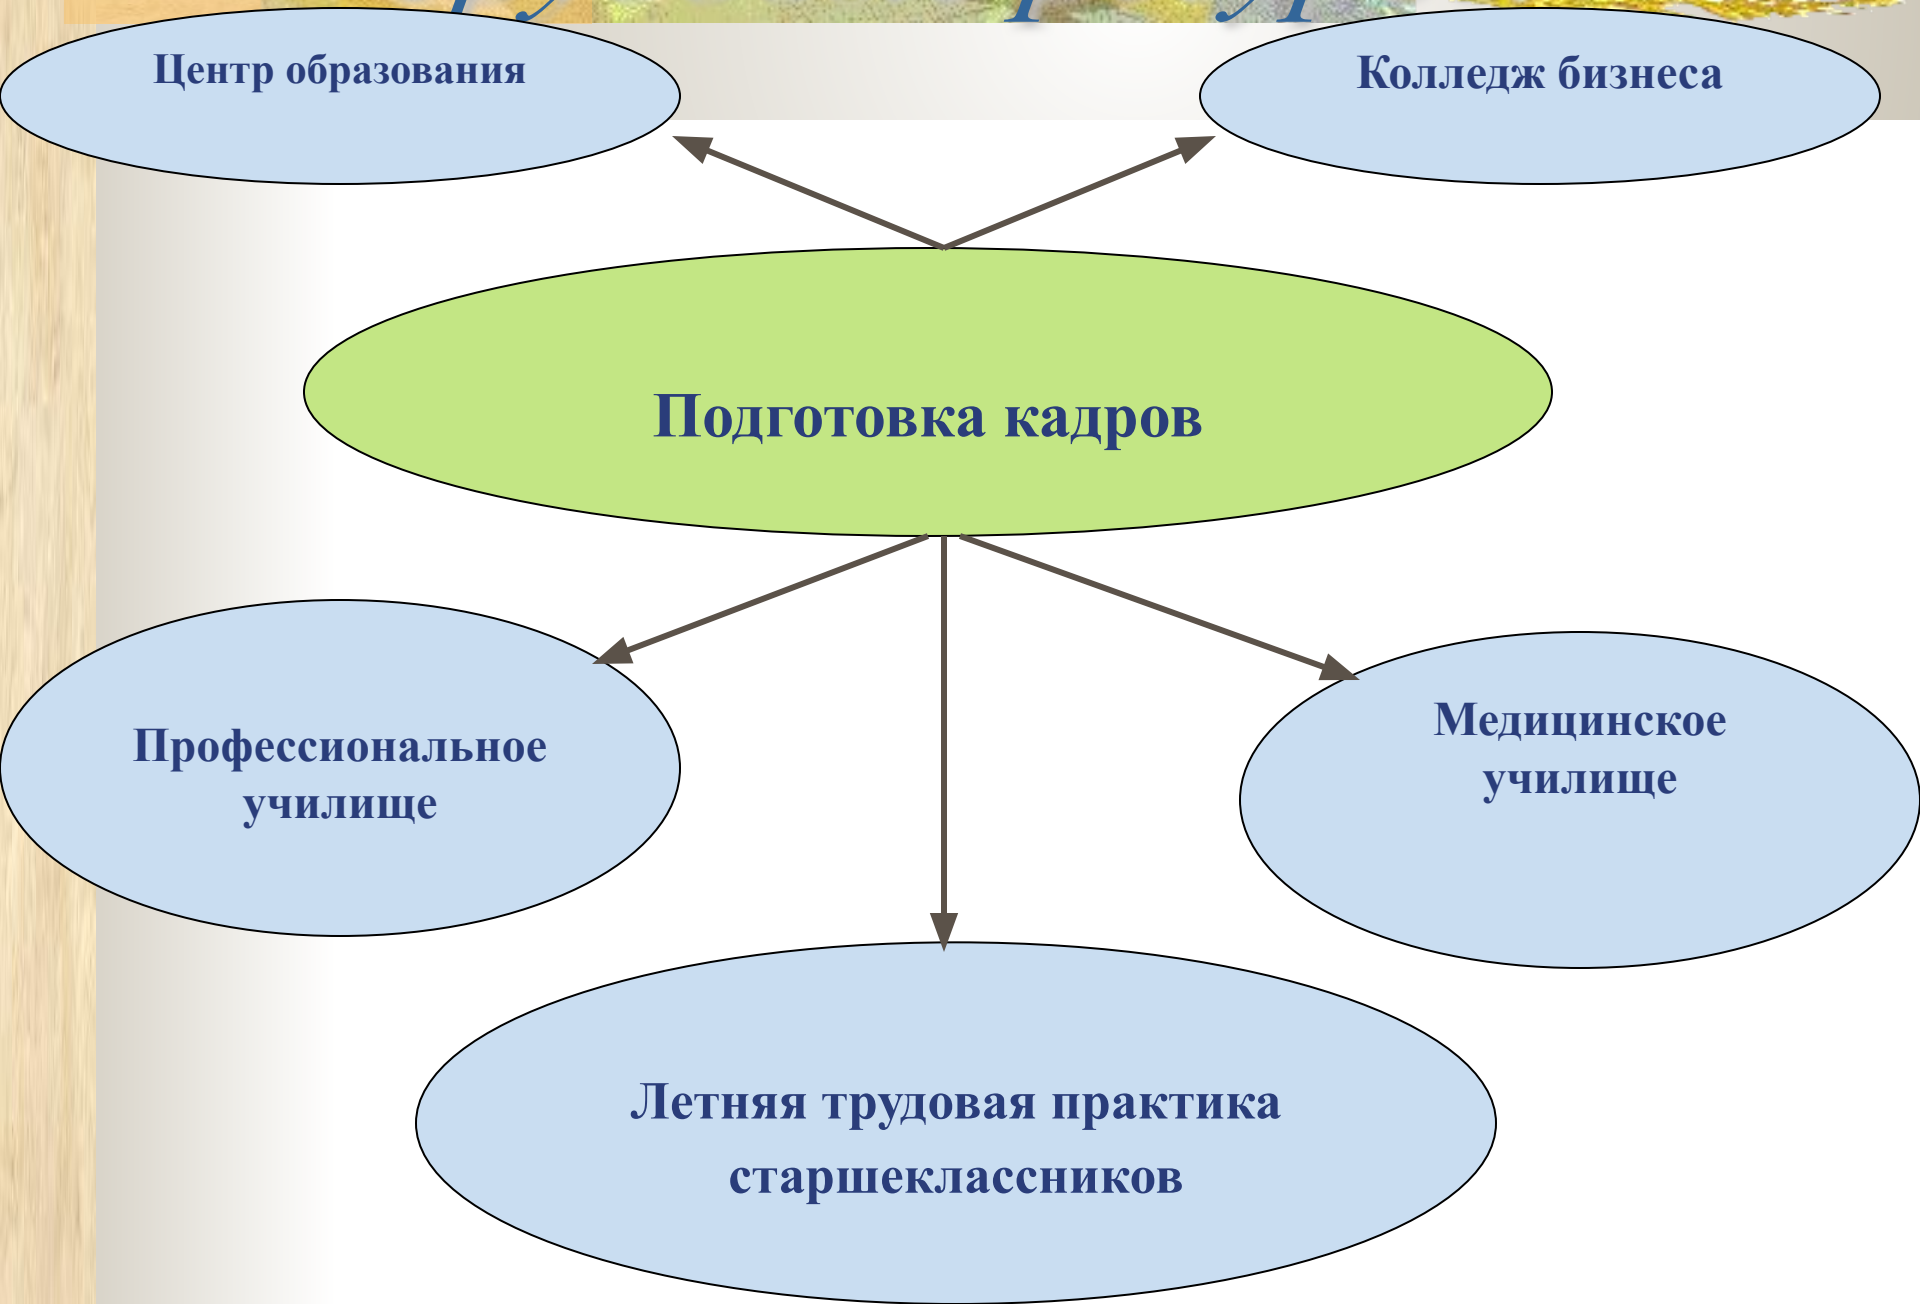 Центр образования
Колледж бизнеса
Подготовка кадров
Профессиональное
училище
Медицинское
училище
Летняя трудовая практика
старшеклассников